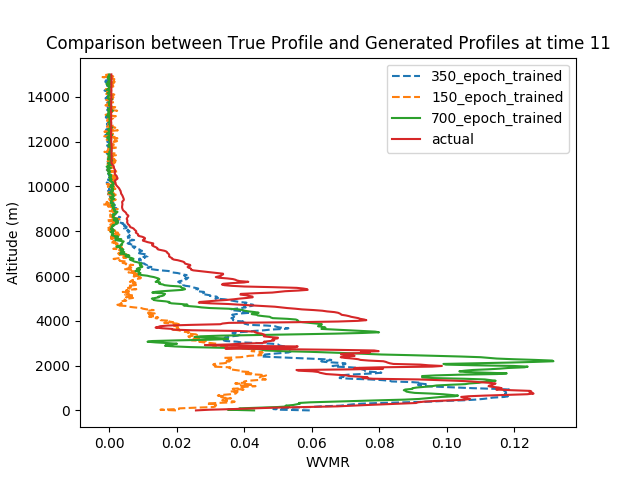 Comparison between True Profile and Generated Profiles at time 11
350_epoch_trained
150_epoch_trained
700_epoch_trained
actual
14000
12000
10000
8000
6000
4000
2000
0
Altitude (m)
0.00 0.02 0.04 0.06 0.08 0.10 0.12
WVMR